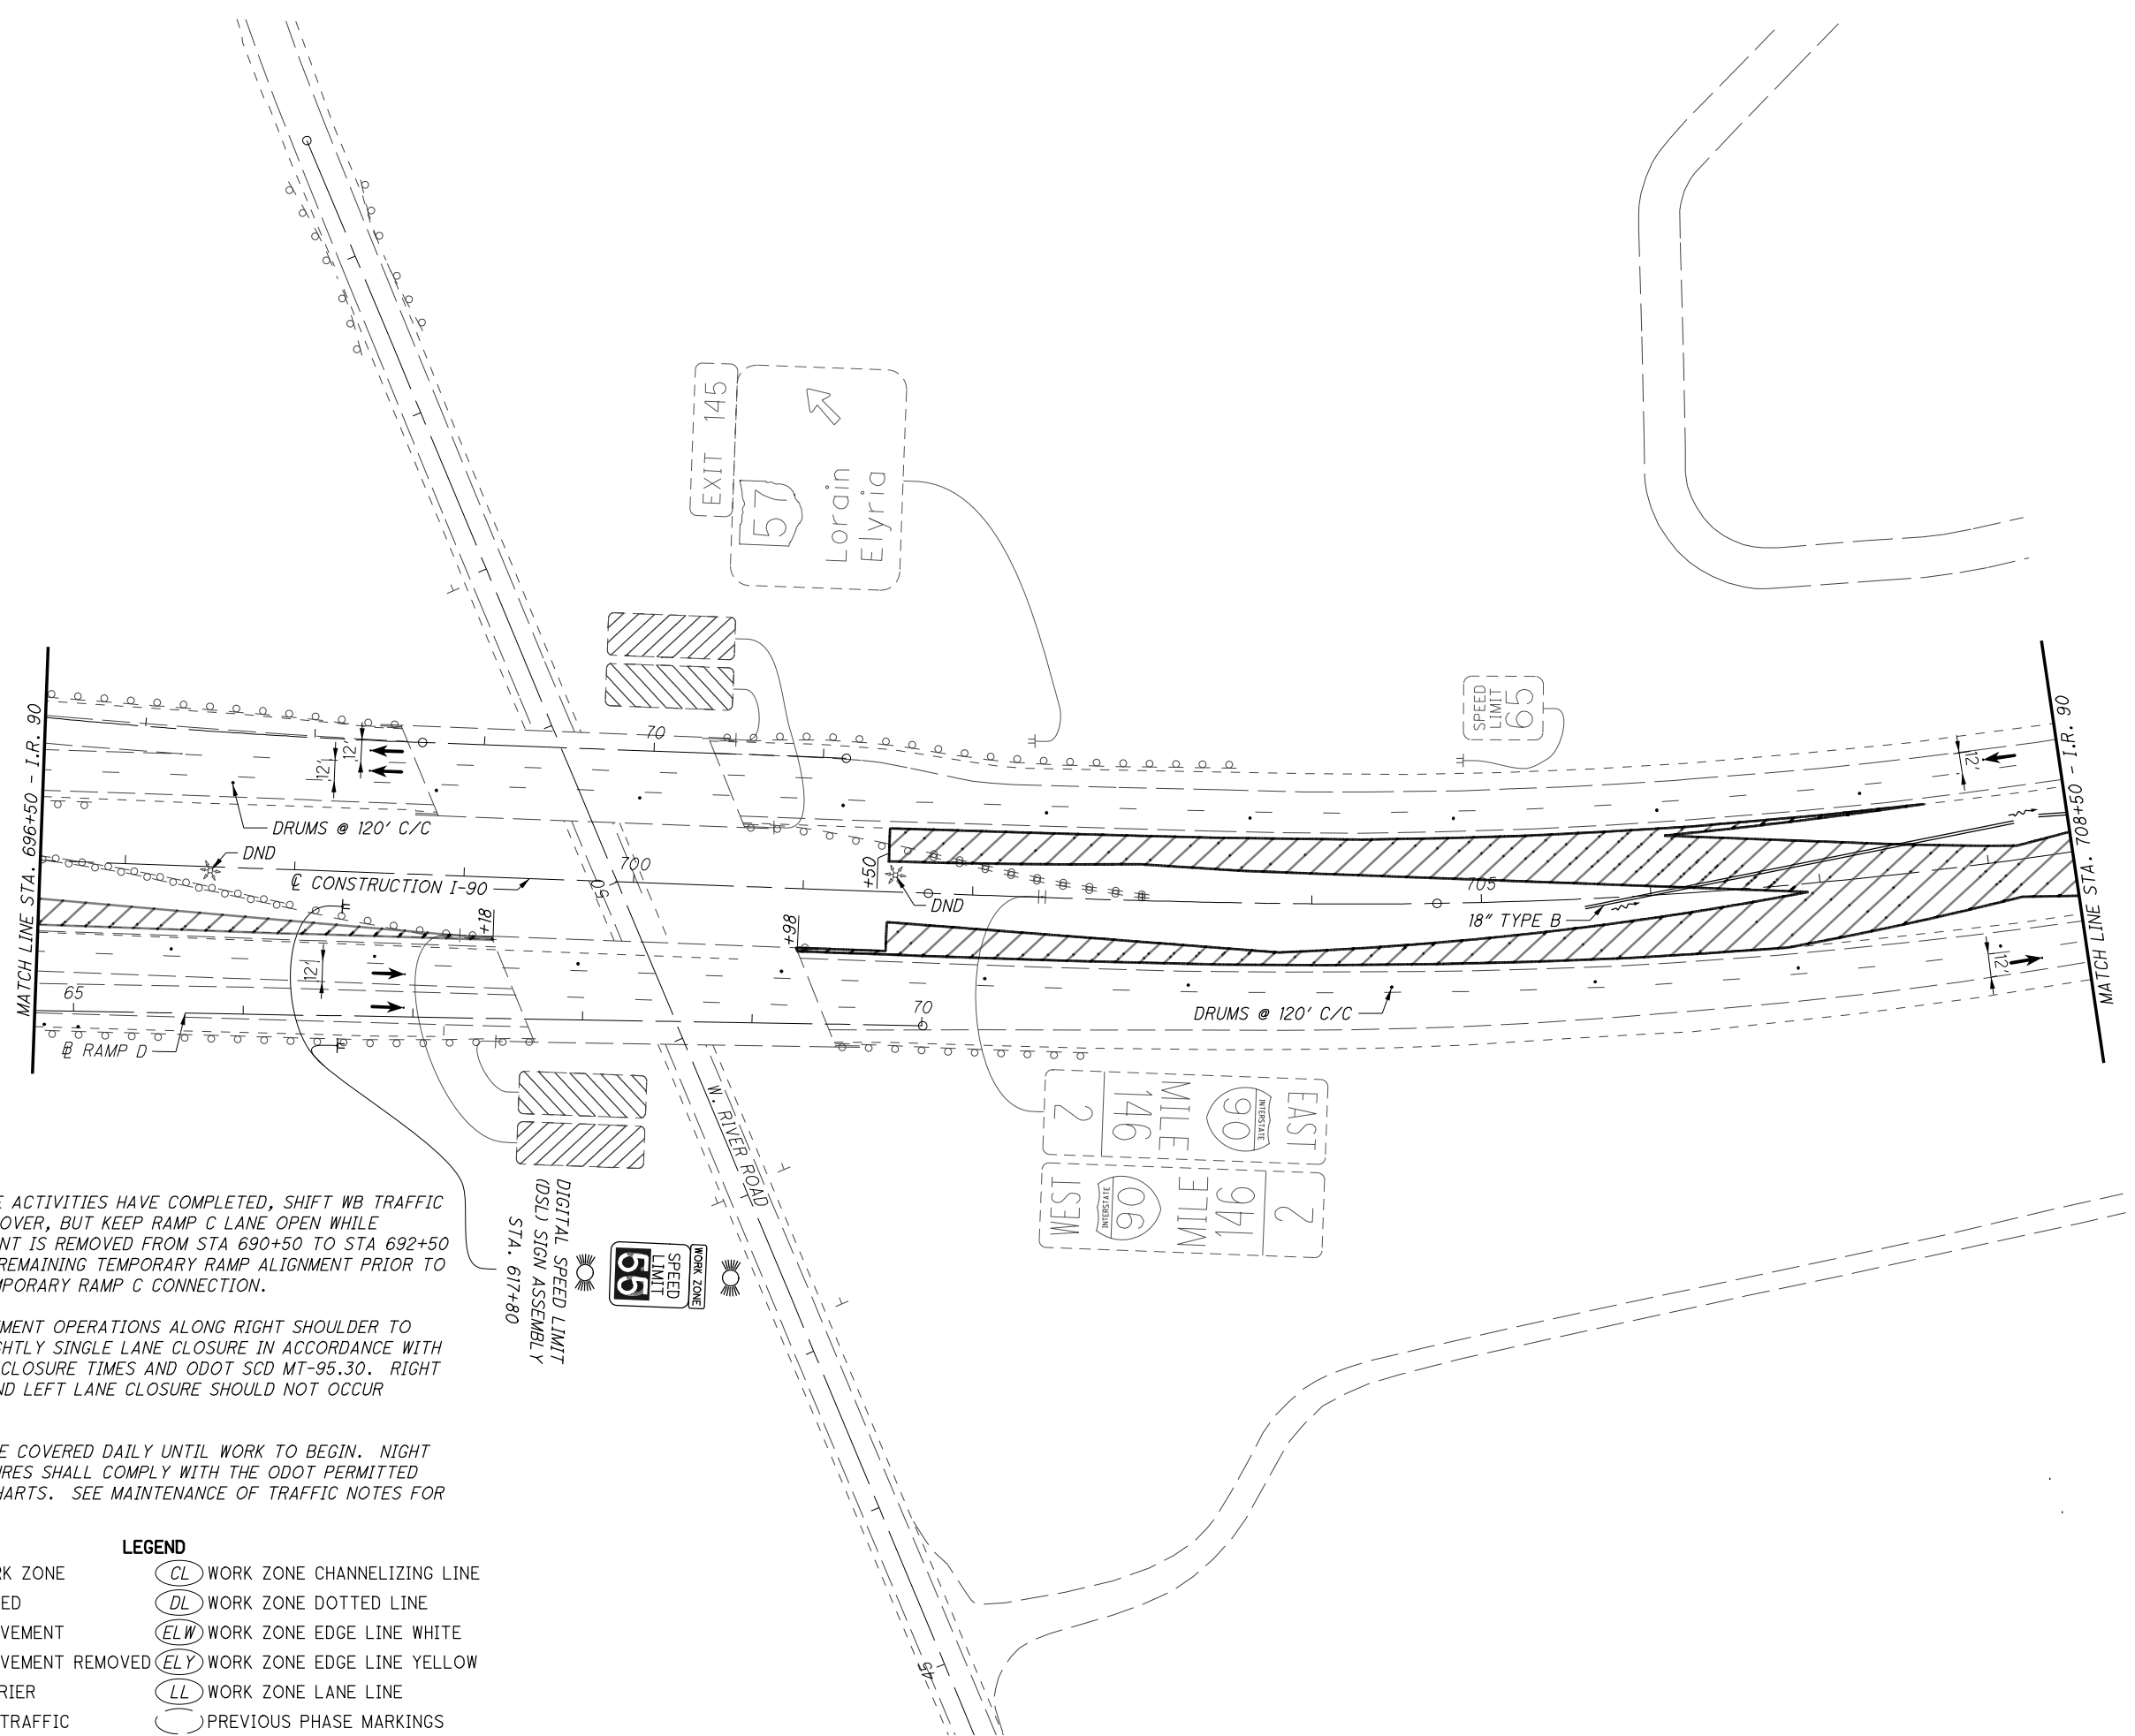 EXIT 145
57
Lorain
Elyria
SPEED
LIMIT
65
MATCH LINE STA. 696+50 - I.R. 90
MATCH LINE STA. 708+50 - I.R. 90
12'
12'
12'
70
DRUMS @ 120' C/C
DND
℄ CONSTRUCTION I-90
700
50
+50
DND
705
18" TYPE B
+18
+98
12'
12'
65
70
DRUMS @ 120' C/C
℄ RAMP D
W. RIVER ROAD
EAST
INTERSTATE
90
MILE
146
2
WEST
INTERSTATE
90
MILE
146
2
DIGITAL SPEED LIMIT
(DSL) SIGN ASSEMBLY
STA. 617+80
WORK ZONE
SPEED
LIMIT
55
E ACTIVITIES HAVE COMPLETED, SHIFT WB TRAFFIC
OVER, BUT KEEP RAMP C LANE OPEN WHILE
NT IS REMOVED FROM STA 690+50 TO STA 692+50
REMAINING TEMPORARY RAMP ALIGNMENT PRIOR TO
MPORARY RAMP C CONNECTION.
MENT OPERATIONS ALONG RIGHT SHOULDER TO
GHTLY SINGLE LANE CLOSURE IN ACCORDANCE WITH
CLOSURE TIMES AND ODOT SCD MT-95.30. RIGHT
ND LEFT LANE CLOSURE SHOULD NOT OCCUR
E COVERED DAILY UNTIL WORK TO BEGIN. NIGHT
URES SHALL COMPLY WITH THE ODOT PERMITTED
HARTS. SEE MAINTENANCE OF TRAFFIC NOTES FOR
45
LEGEND
RK ZONE
CL WORK ZONE CHANNELIZING LINE
ED
DL WORK ZONE DOTTED LINE
VEMENT
ELW WORK ZONE EDGE LINE WHITE
VEMENT REMOVED
ELY WORK ZONE EDGE LINE YELLOW
RIER
LL WORK ZONE LANE LINE
TRAFFIC
PREVIOUS PHASE MARKINGS